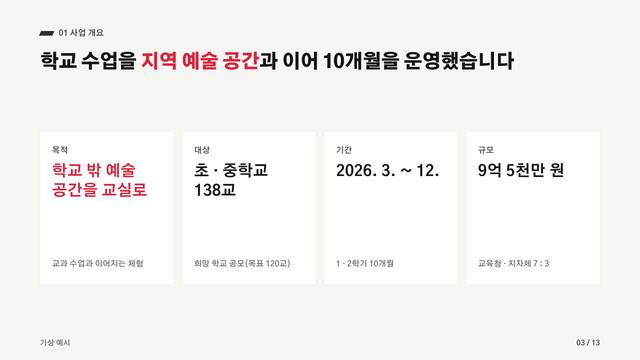 01 사업 개요
학교 수업을 지역 예술 공간과 이어 10개월을 운영했습니다
목적
학교 밖 예술
공간을 교실로
교과 수업과 이어지는 체험
대상
초 · 중학교
138교
희망 학교 공모(목표 120교)
기간
2026. 3. ~ 12.
1 · 2학기 10개월
규모
9억 5천만 원
교육청 · 지자체 7 : 3
가상 예시
03 / 13